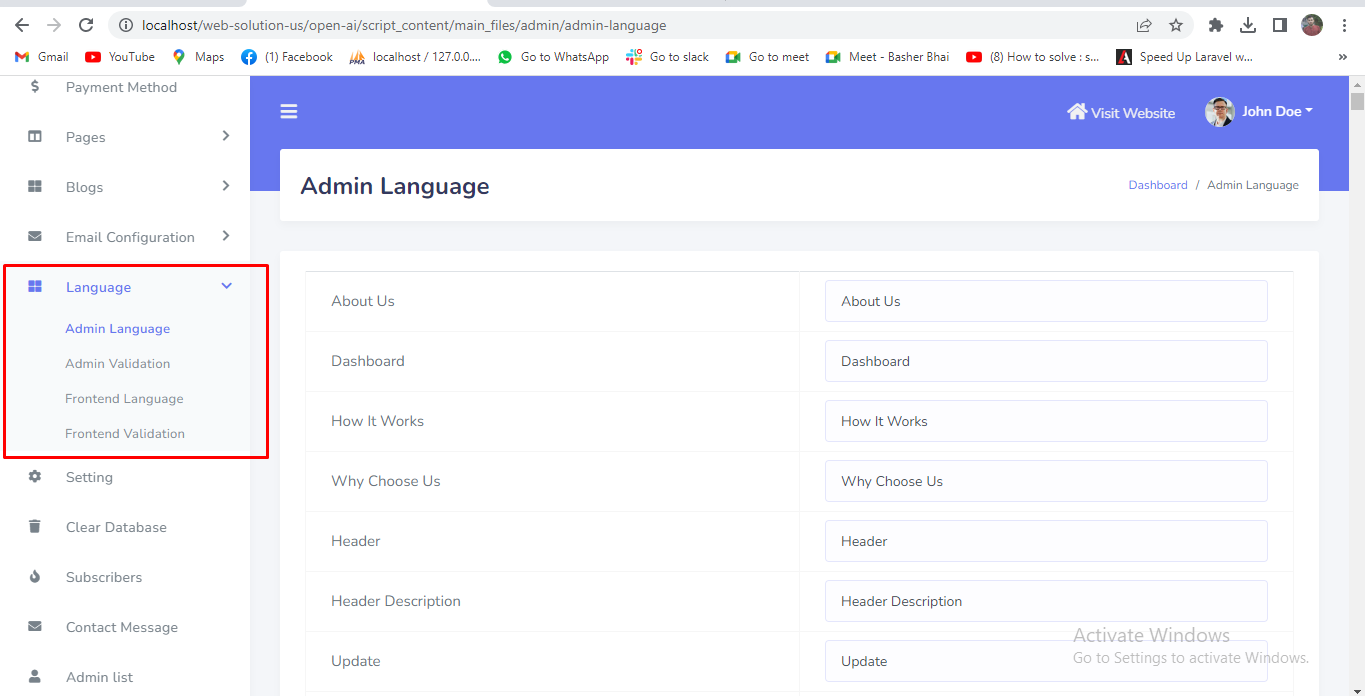 localhost/web-solution-us/open-ai/script_content/main_files/admin/admin-language
Gmail YouTube Maps (1) Facebook localhost / 127.0.0.... Go to WhatsApp Go to slack Go to meet Meet - Basher Bhai (8) How to solve : s... Speed Up Laravel w... »
Payment Method
Pages
Blogs
Email Configuration
Language
Admin Language
Admin Validation
Frontend Language
Frontend Validation
Setting
Clear Database
Subscribers
Contact Message
Admin list
Visit Website John Doe
Admin Language
Dashboard / Admin Language
About Us About Us
Dashboard Dashboard
How It Works How It Works
Why Choose Us Why Choose Us
Header Header
Header Description Header Description
Update Update
Activate Windows
Go to Settings to activate Windows.